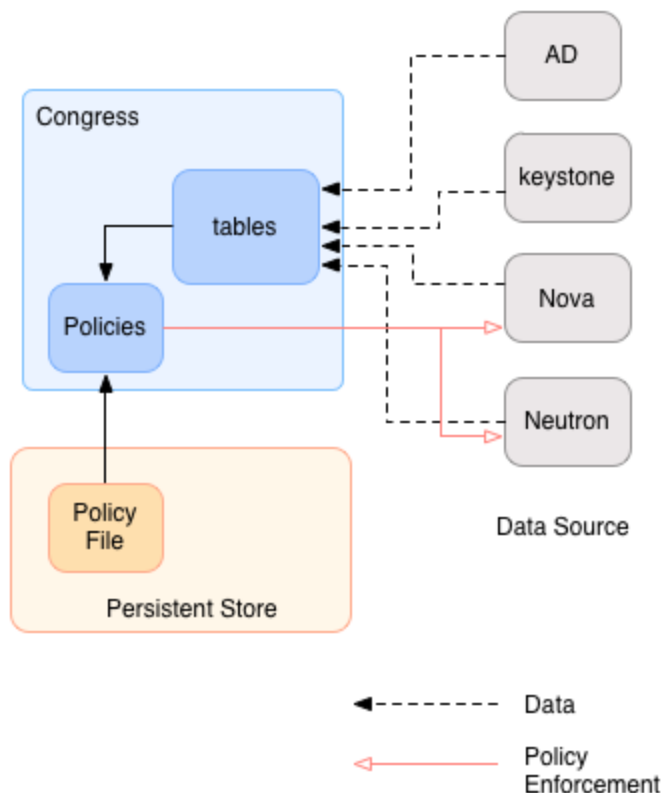 AD
Congress
keystone
tables
Nova
Policies
Neutron
Policy
File
Data Source
Persistent Store
Data
Policy
Enforcement